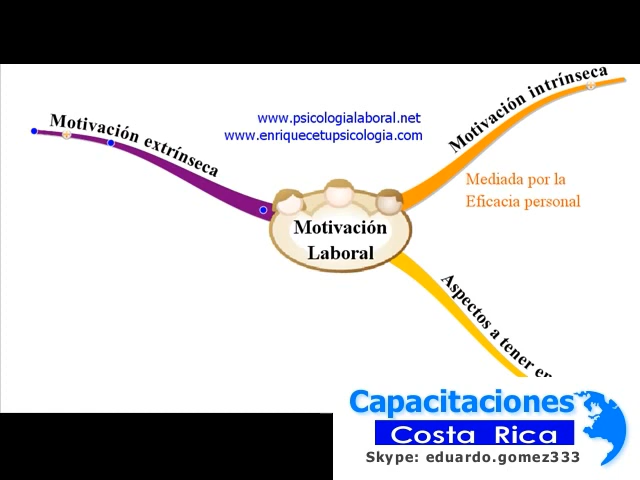 Motivación intrínseca
www.psicologialaboral.net
www.enriquecetupsicologia.com
Motivación extrínseca
Mediada por la
Eficacia personal
Motivación
Laboral
Aspectos a tener en
Capacitaciones
Costa Rica
Skype: eduardo.gomez333